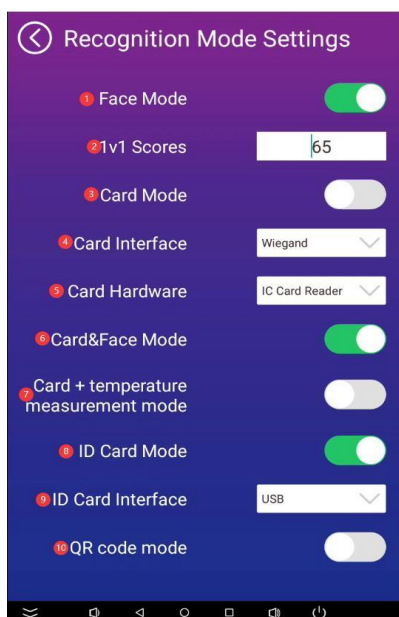 Recognition Mode Settings
1 Face Mode
2 1v1 Scores 65
3 Card Mode
4 Card Interface Wiegand
5 Card Hardware IC Card Reader
6 Card&Face Mode
7 Card + temperature
measurement mode
8 ID Card Mode
9 ID Card Interface USB
10 QR code mode